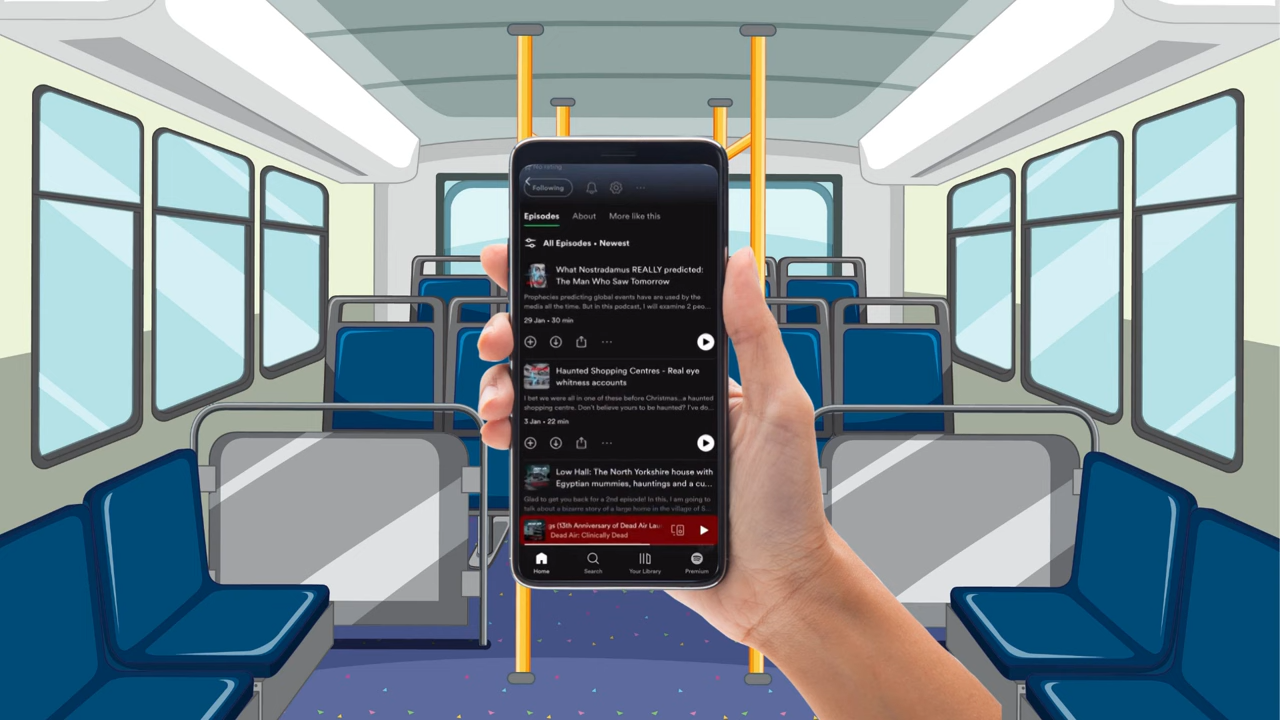 Following
Episodes About More like this
All Episodes • Newest
What Nostradamus REALLY predicted:
The Man Who Saw Tomorrow
Prophecies predicting global events have are used by the
media all the time. But in this podcast, I will examine 2 peo...
29 Jan • 30 min
Haunted Shopping Centres - Real eye
whitness accounts
I bet we were all in one of these before Christmas...a haunted
shopping centre. Don't believe yours to be haunted? I've do...
3 Jan • 22 min
Low Hall: The North Yorkshire house with
Egyptian mummies, hauntings and a cu...
Glad to get you back for a 2nd episode! In this, I am going to
talk about a bizarre story of a large home in the village of S...
gs (13th Anniversary of Dead Air Lau
Dead Air: Clinically Dead
Home Search Your Library Premium